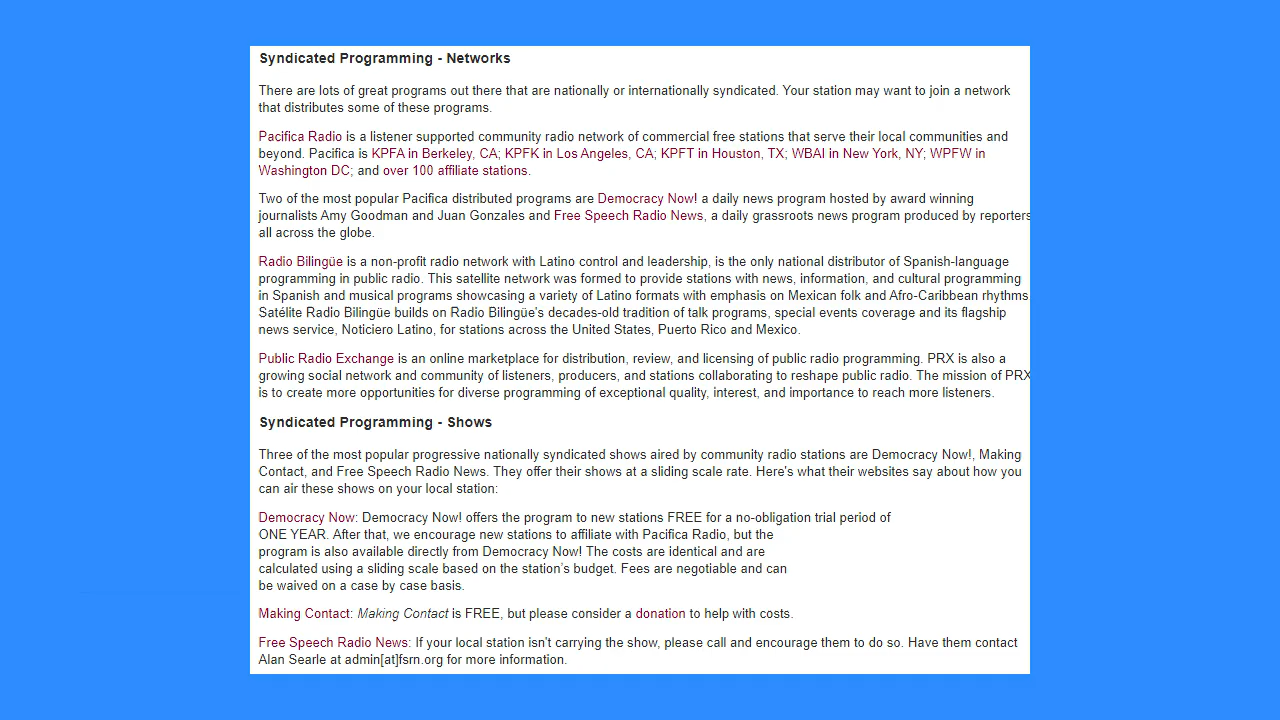 Syndicated Programming - Networks
There are lots of great programs out there that are nationally or internationally syndicated. Your station may want to join a network
that distributes some of these programs.
Pacifica Radio is a listener supported community radio network of commercial free stations that serve their local communities and
beyond. Pacifica is KPFA in Berkeley, CA; KPFK in Los Angeles, CA; KPFT in Houston, TX; WBAI in New York, NY; WPFW in
Washington DC; and over 100 affiliate stations.
Two of the most popular Pacifica distributed programs are Democracy Now! a daily news program hosted by award winning
journalists Amy Goodman and Juan Gonzales and Free Speech Radio News, a daily grassroots news program produced by reporters
all across the globe.
Radio Bilingüe is a non-profit radio network with Latino control and leadership, is the only national distributor of Spanish-language
programming in public radio. This satellite network was formed to provide stations with news, information, and cultural programming
in Spanish and musical programs showcasing a variety of Latino formats with emphasis on Mexican folk and Afro-Caribbean rhythms
Satélite Radio Bilingüe builds on Radio Bilingüe's decades-old tradition of talk programs, special events coverage and its flagship
news service, Noticiero Latino, for stations across the United States, Puerto Rico and Mexico.
Public Radio Exchange is an online marketplace for distribution, review, and licensing of public radio programming. PRX is also a
growing social network and community of listeners, producers, and stations collaborating to reshape public radio. The mission of PRX
is to create more opportunities for diverse programming of exceptional quality, interest, and importance to reach more listeners.
Syndicated Programming - Shows
Three of the most popular progressive nationally syndicated shows aired by community radio stations are Democracy Now!, Making
Contact, and Free Speech Radio News. They offer their shows at a sliding scale rate. Here's what their websites say about how you
can air these shows on your local station:
Democracy Now: Democracy Now! offers the program to new stations FREE for a no-obligation trial period of
ONE YEAR. After that, we encourage new stations to affiliate with Pacifica Radio, but the
program is also available directly from Democracy Now! The costs are identical and are
calculated using a sliding scale based on the station's budget. Fees are negotiable and can
be waived on a case by case basis.
Making Contact: Making Contact is FREE, but please consider a donation to help with costs.
Free Speech Radio News: If your local station isn't carrying the show, please call and encourage them to do so. Have them contact
Alan Searle at admin[at]fsrn.org for more information.